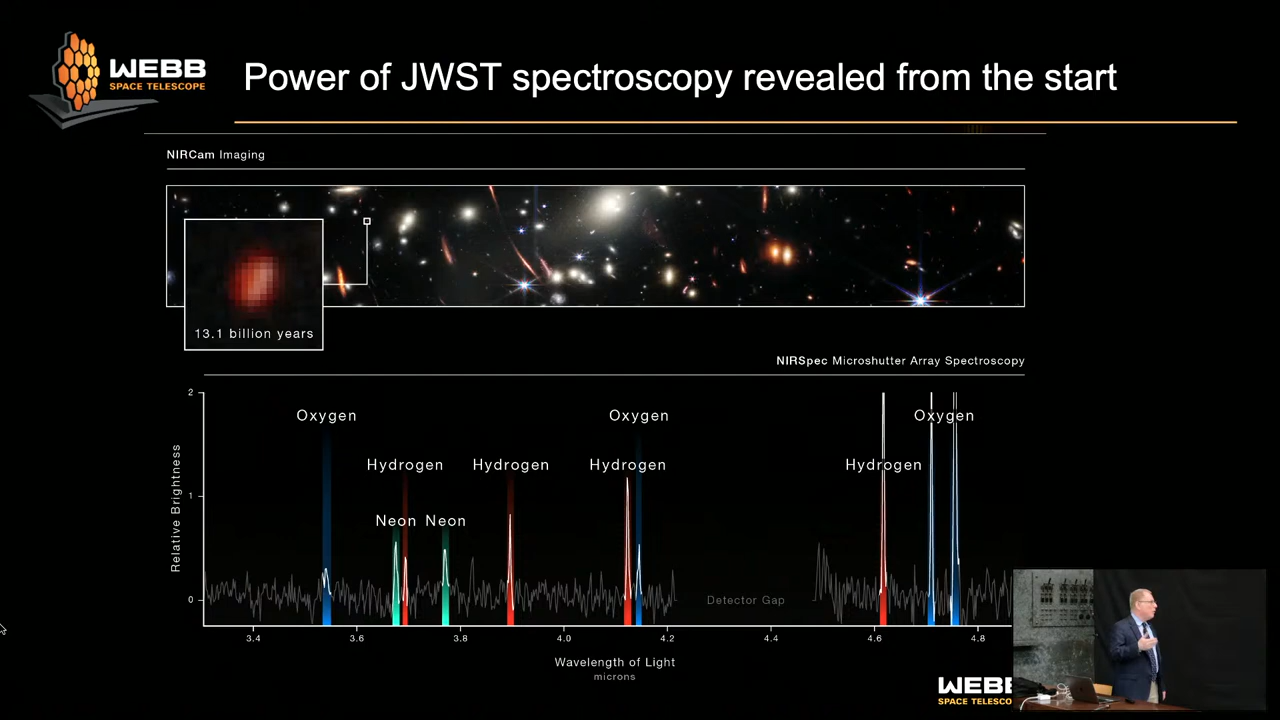 WEBB
SPACE TELESCOPE
Power of JWST spectroscopy revealed from the start
NIRCam Imaging
13.1 billion years
NIRSpec Microshutter Array Spectroscopy
2
1
0
Relative Brightness
Oxygen
Oxygen
Oxygen
Hydrogen
Hydrogen
Hydrogen
Hydrogen
Neon
Neon
Detector Gap
3.4
3.6
3.8
4.0
4.2
4.4
4.6
4.8
Wavelength of Light
microns
WEBB
SPACE TELESCO